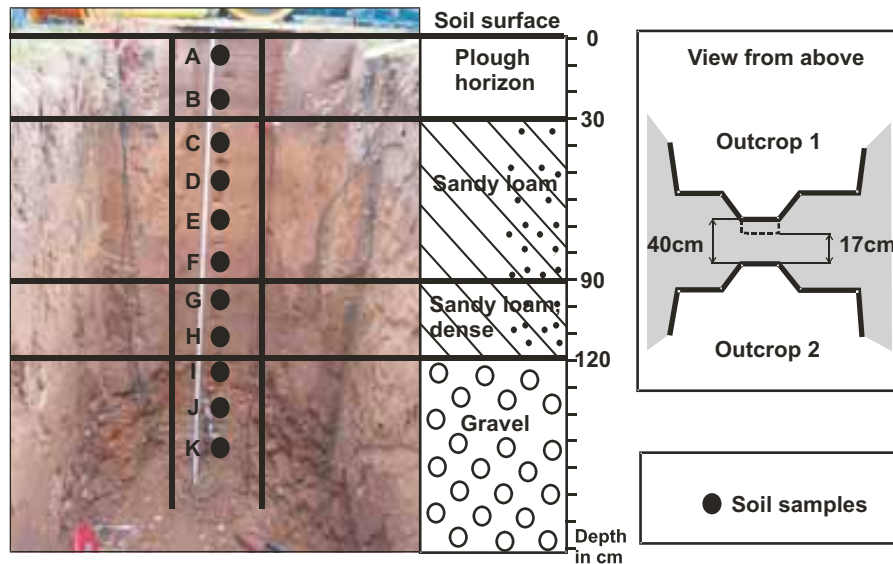 Soil surface
0
A
Plough
horizon
B
30
C
D
Sandy loam
E
F
90
G
Sandy loam,
dense
H
120
I
J
Gravel
K
Depth
in cm
View from above
Outcrop 1
40cm
17cm
Outcrop 2
Soil samples